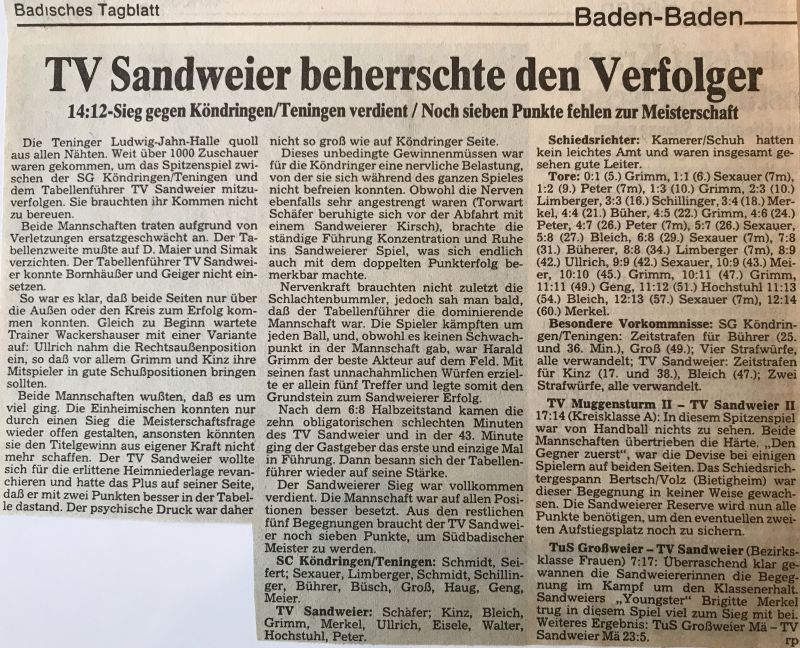 Badisches Tagblatt
Baden-Baden
TV Sandweier beherrschte den Verfolger
14:12-Sieg gegen Köndringen/Teningen verdient / Noch sieben Punkte fehlen zur Meisterschaft
Die Teninger Ludwig-Jahn-Halle quoll
aus allen Nähten. Weit über 1000 Zuschauer
waren gekommen, um das Spitzenspiel zwi-
schen der SG Köndringen/Teningen und
dem Tabellenführer TV Sandweier mitzu-
verfolgen. Sie brauchten ihr Kommen nicht
zu bereuen.
Beide Mannschaften traten aufgrund von
Verletzungen ersatzgeschwächt an. Der Ta-
bellenzweite mußte auf D. Maier und Simak
verzichten. Der Tabellenführer TV Sandwei-
er konnte Bornhäußer und Geiger nicht ein-
setzen.
So war es klar, daß beide Seiten nur über
die Außen oder den Kreis zum Erfolg kom-
men konnten. Gleich zu Beginn wartete
Trainer Wackershauser mit einer Variante
auf: Ullrich nahm die Rechtsaußenposition
ein, so daß vor allem Grimm und Kinz ihre
Mitspieler in gute Schußpositionen bringen
sollten.
Beide Mannschaften wußten, daß es um
viel ging. Die Einheimischen konnten nur
durch einen Sieg die Meisterschaftsfrage
wieder offen gestalten, ansonsten könnten
sie den Titelgewinn aus eigener Kraft nicht
mehr schaffen. Der TV Sandweier wollte
sich für die erlittene Heimniederlage revan-
chieren und hatte das Plus auf seiner Seite,
daß er mit zwei Punkten besser in der Tabel-
le dastand. Der psychische Druck war daher
nicht so groß wie auf Köndringer Seite.
Dieses unbedingte Gewinnenmüssen war
für die Köndringer eine nervliche Belastung,
von der sie sich während des ganzen Spieles
nicht befreien konnten. Obwohl die Nerven
ebenfalls sehr angestrengt waren (Torwart
Schäfer beruhigte sich vor der Abfahrt mit
einem Sandweierer Kirsch), brachte die
ständige Führung Konzentration und Ruhe
ins Sandweierer Spiel, was sich endlich
auch mit dem doppelten Punkterfolg be-
merkbar machte.
Nervenkraft brauchten nicht zuletzt die
Schlachtenbummler, jedoch sah man bald,
daß der Tabellenführer die dominierende
Mannschaft war. Die Spieler kämpften um
jeden Ball, und, obwohl es keinen Schwach-
punkt in der Mannschaft gab, war Harald
Grimm der beste Akteur auf dem Feld. Mit
seinen fast unnachahmlichen Würfen erziel-
te er allein fünf Treffer und legte somit den
Grundstein zum Sandweierer Erfolg.
Nach dem 6:8 Halbzeitstand kamen die
zehn obligatorischen schlechten Minuten
des TV Sandweier und in der 43. Minute
ging der Gastgeber das erste und einzige Mal
in Führung. Dann besann sich der Tabellen-
führer wieder auf seine Stärke.
Der Sandweierer Sieg war vollkommen
verdient. Die Mannschaft war auf allen Posi-
tionen besser besetzt. Aus den restlichen
fünf Begegnungen braucht der TV Sandwei-
er noch sieben Punkte, um Südbadischer
Meister zu werden.
SC Köndringen/Teningen: Schmidt, Sei-
fert; Sexauer, Limberger, Schmidt, Schillin-
ger, Bührer, Büsch, Groß, Haug, Geng,
Meier.
TV Sandweier: Schäfer; Kinz, Bleich,
Grimm, Merkel, Ullrich, Eisele, Walter,
Hochstuhl, Peter.
Schiedsrichter: Kamerer/Schuh hatten
kein leichtes Amt und waren insgesamt ge-
sehen gute Leiter.
Tore: 0:1 (5.) Grimm, 1:1 (6.) Sexauer (7m),
1:2 (9.) Peter (7m), 1:3 (10.) Grimm, 2:3 (10.)
Limberger, 3:3 (16.) Schillinger, 3:4 (18.) Mer-
kel, 4:4 (21.) Büher, 4:5 (22.) Grimm, 4:6 (24.)
Peter, 4:7 (26.) Peter (7m), 5:7 (26.) Sexauer,
5:8 (27.) Bleich, 6:8 (29.) Sexauer (7m), 7:8
(31.) Büherer, 8:8 (34.) Limberger (7m), 8:9
(42.) Ullrich, 9:9 (42.) Sexauer, 10:9 (43.) Mei-
er, 10:10 (45.) Grimm, 10:11 (47.) Grimm,
11:11 (49.) Geng, 11:12 (51.) Hochstuhl 11:13
(54.) Bleich, 12:13 (57.) Sexauer (7m), 12:14
(60.) Merkel.
Besondere Vorkommnisse: SG Köndrin-
gen/Teningen: Zeitstrafen für Bührer (25.
und 36. Min.), Groß (49.); Vier Strafwürfe,
alle verwandelt; TV Sandweier: Zeitstrafen
für Kinz (17. und 38.), Bleich (47.); Zwei
Strafwürfe, alle verwandelt.
TV Muggensturm II – TV Sandweier II
17:14 (Kreisklasse A): In diesem Spitzenspiel
war von Handball nichts zu sehen. Beide
Mannschaften übertrieben die Härte. „Den
Gegner zuerst“, war die Devise bei einigen
Spielern auf beiden Seiten. Das Schiedsrich-
tergespann Bertsch/Volz (Bietigheim) war
dieser Begegnung in keiner Weise gewach-
sen. Die Sandweierer Reserve wird nun alle
Punkte benötigen, um den eventuellen zwei-
ten Aufstiegsplatz noch zu sichern.
TuS Großweier – TV Sandweier (Bezirks-
klasse Frauen) 7:17: Überraschend klar ge-
wannen die Sandweiererinnen die Begeg-
nung im Kampf um den Klassenerhalt.
Sandweiers „Youngster“ Brigitte Merkel
trug in diesem Spiel viel zum Sieg mit bei.
Weiteres Ergebnis: TuS Großweier Mä – TV
Sandweier Mä 23:5.
rp